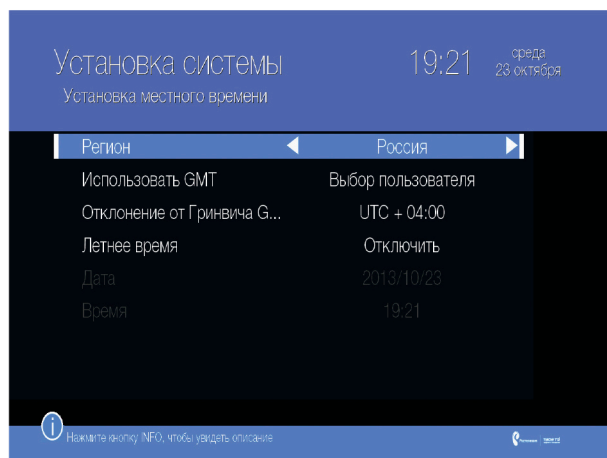 Установка системы
19:21
среда
23 октября
Установка местного времени
Регион Россия
Использовать GMT Выбор пользователя
Отклонение от Гринвича G... UTC + 04:00
Летнее время Отключить
Дата 2013/10/23
Время 19:21
Нажмите кнопку INFO, чтобы увидеть описание